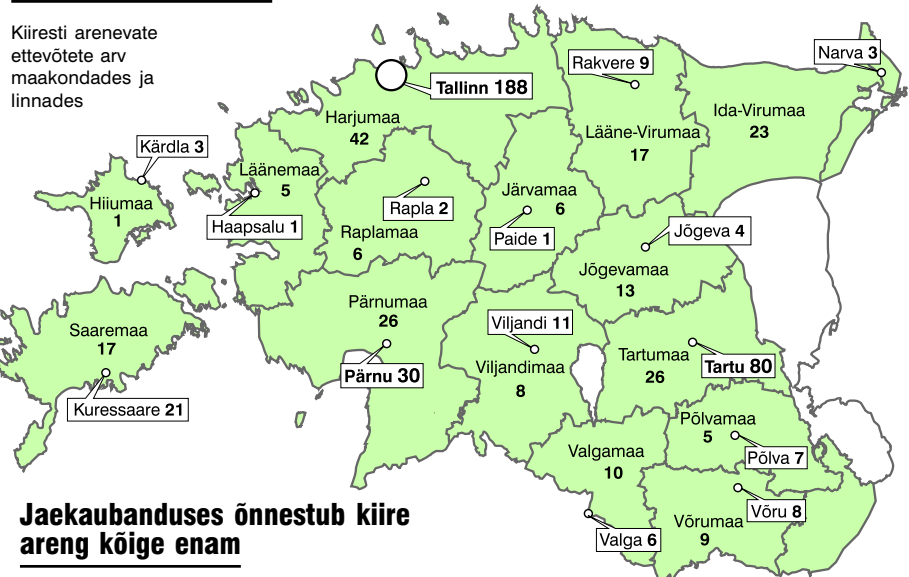 Kiiresti arenevate
ettevõtete arv
maakondades ja
linnades
Narva 3
Rakvere 9
Tallinn 188
Ida-Virumaa
23
Harjumaa
42
Lääne-Virumaa
17
Kärdla 3
Läänemaa
5
Hiiumaa
1
Haapsalu 1
Rapla 2
Raplamaa
6
Järvamaa
6
Paide 1
Jõgeva 4
Jõgevamaa
13
Pärnumaa
26
Pärnu 30
Saaremaa
17
Kuressaare 21
Viljandi 11
Viljandimaa
8
Tartumaa
26
Tartu 80
Põlvamaa
5
Põlva 7
Valgamaa
10
Valga 6
Võru 8
Võrumaa
9
Jaekaubanduses õnnestub kiire
areng kõige enam